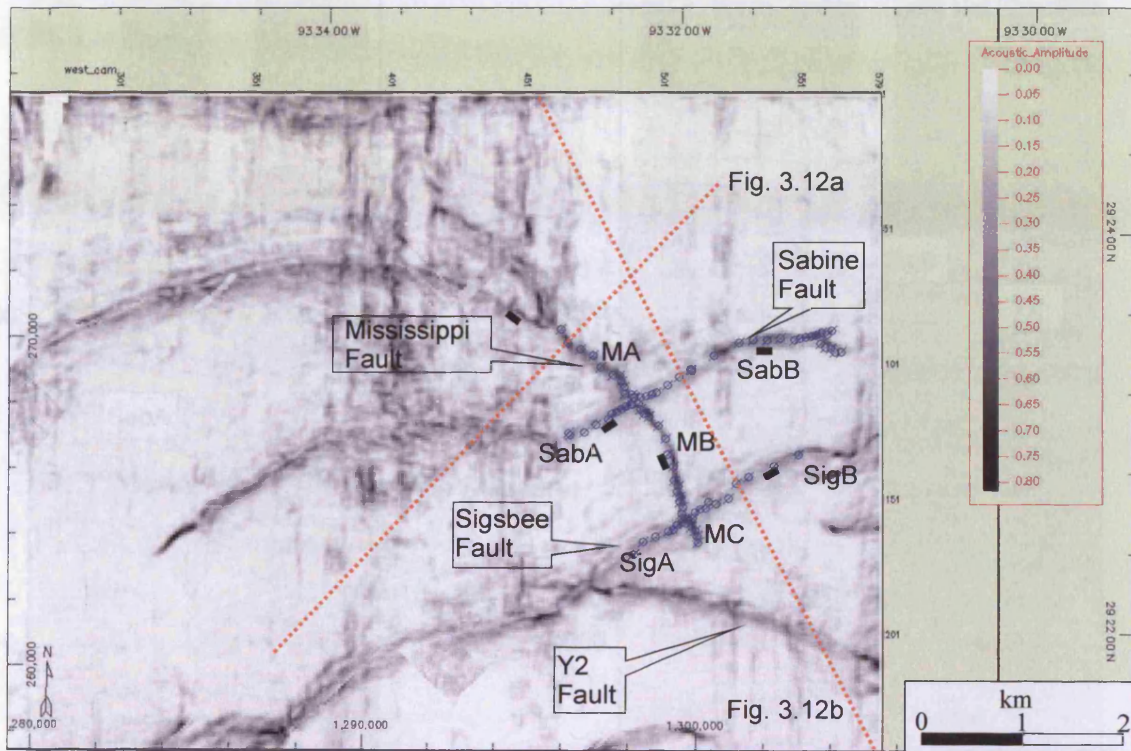 93 34 00 W
93 32 00 W
93 30 00 W
west_cam
301
351
401
451
501
551
579
Acoustic_Amplitude
0.00
0.05
0.10
0.15
0.20
0.25
0.30
0.35
0.40
0.45
0.50
0.55
0.60
0.65
0.70
0.75
0.80
Fig. 3.12a
51
29 24 00 N
Sabine
Fault
270,000
Mississippi
Fault
MA
SabB
101
SabA
MB
SigB
151
Sigsbee
Fault
MC
SigA
201
29 22 00 N
260,000
N
Y2
Fault
Fig. 3.12b
km
0
1
2
1,290,000
1,300,000